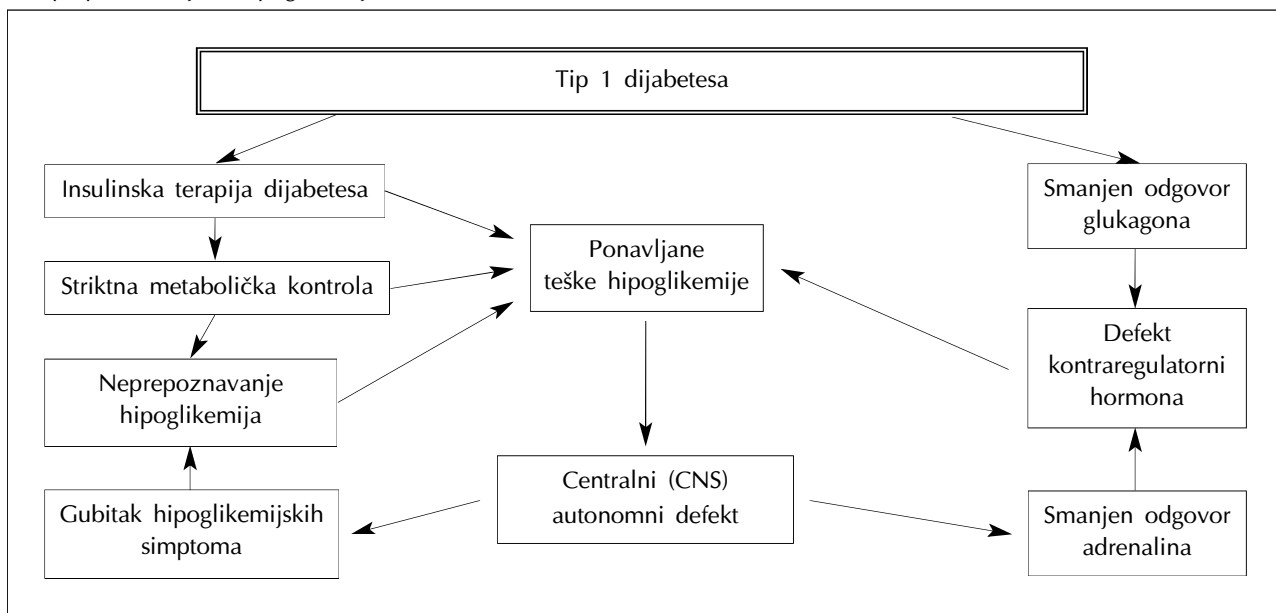 Tip 1 dijabetesa
Insulinska terapija dijabetesa
Smanjen odgovor
glukagona
Ponavljane
teške hipoglikemije
Striktna metabolička kontrola
Defekt
kontraregulatorni
hormona
Neprepoznavanje
hipoglikemija
Centralni (CNS)
autonomni defekt
Gubitak hipoglikemijskih
simptoma
Smanjen odgovor
adrenalina